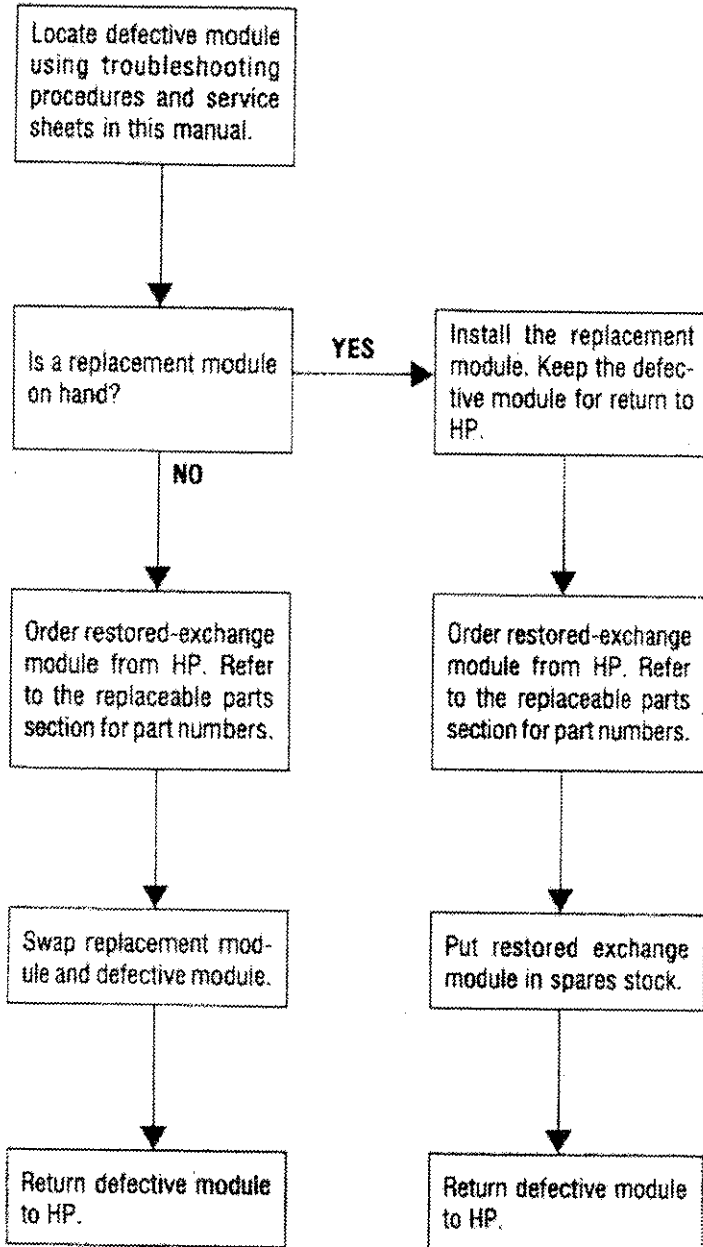 Locate defective module
using troubleshooting
procedures and service
sheets in this manual.
Is a replacement module
on hand?
YES
Install the replacement
module. Keep the defec-
tive module for return to
HP.
NO
Order restored-exchange
module from HP. Refer
to the replaceable parts
section for part numbers.
Order restored-exchange
module from HP. Refer
to the replaceable parts
section for part numbers.
Swap replacement mod-
ule and defective module.
Put restored exchange
module in spares stock.
Return defective module
to HP.
Return defective module
to HP.